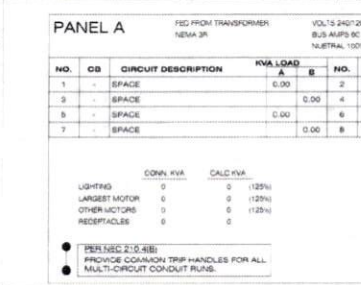 PANEL A
FED FROM TRANSFORMER
NEMA 3R
VOLTS 240/12
BUS AMPS 60
NUETRAL 100
NO. CB CIRCUIT DESCRIPTION KVA LOAD A B NO.
1 - SPACE 0.00 2
3 - SPACE 0.00 4
5 - SPACE 0.00 6
7 - SPACE 0.00 8
CONN. KVA CALC KVA
LIGHTING 0 0 (125%)
LARGEST MOTOR 0 0 (125%)
OTHER MOTORS 0 0 (125%)
RECEPTACLES 0 0
PER NEC 210.4(B)
PROVIDE COMMON TRIP HANDLES FOR ALL
MULTI-CIRCUIT CONDUIT RUNS.